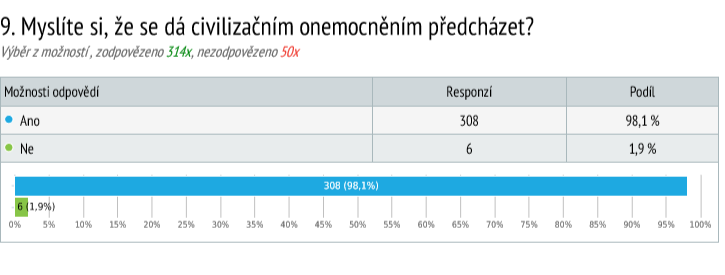 9. Myslíte si, že se dá civilizačním onemocněním předcházet?
Výběr z možností, zodpovězeno 314x, nezodpovězeno 50x
Možnosti odpovědí Responzí Podíl
Ano 308 98,1 %
Ne 6 1,9 %
308 (98,1%)
6 (1,9%)
0% 5% 10% 15% 20% 25% 30% 35% 40% 45% 50% 55% 60% 65% 70% 75% 80% 85% 90% 95% 100%